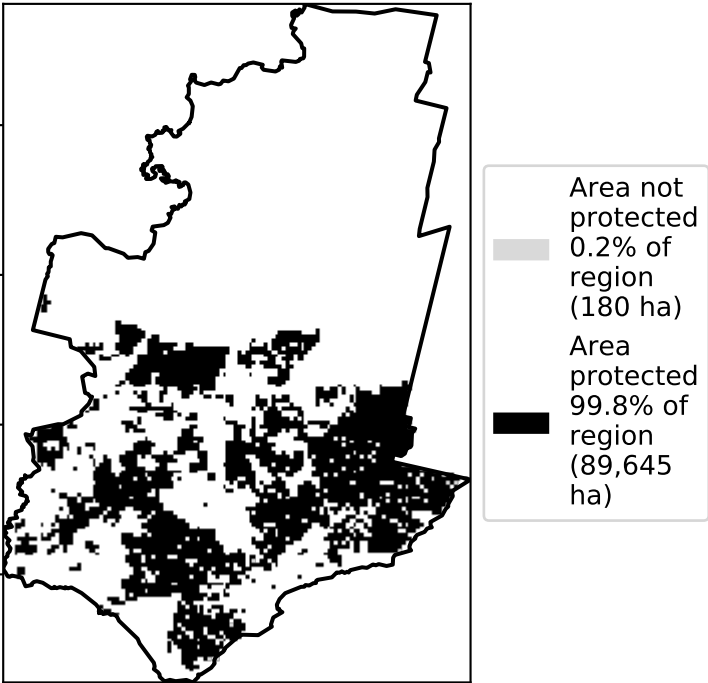 Area not
protected
0.2% of
region
(180 ha)
Area
protected
99.8% of
region
(89,645
ha)